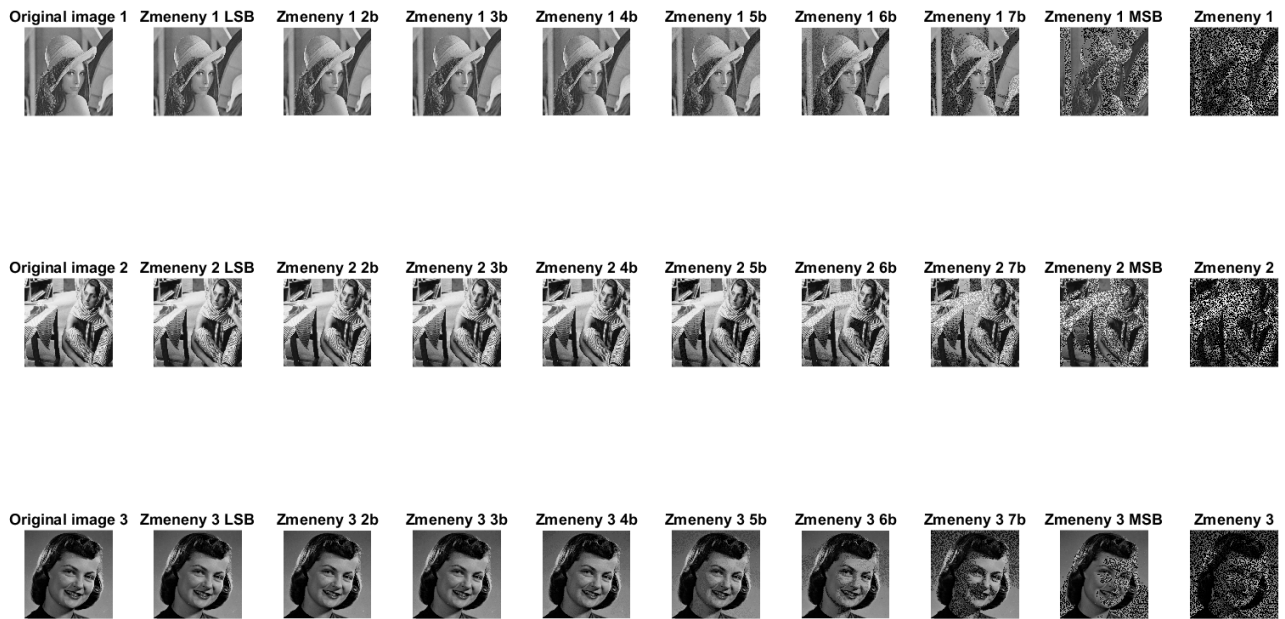 Original image 1 Zmeneny 1 LSB Zmeneny 1 2b Zmeneny 1 3b Zmeneny 1 4b Zmeneny 1 5b Zmeneny 1 6b Zmeneny 1 7b Zmeneny 1 MSB Zmeneny 1
Original image 2 Zmeneny 2 LSB Zmeneny 2 2b Zmeneny 2 3b Zmeneny 2 4b Zmeneny 2 5b Zmeneny 2 6b Zmeneny 2 7b Zmeneny 2 MSB Zmeneny 2
Original image 3 Zmeneny 3 LSB Zmeneny 3 2b Zmeneny 3 3b Zmeneny 3 4b Zmeneny 3 5b Zmeneny 3 6b Zmeneny 3 7b Zmeneny 3 MSB Zmeneny 3